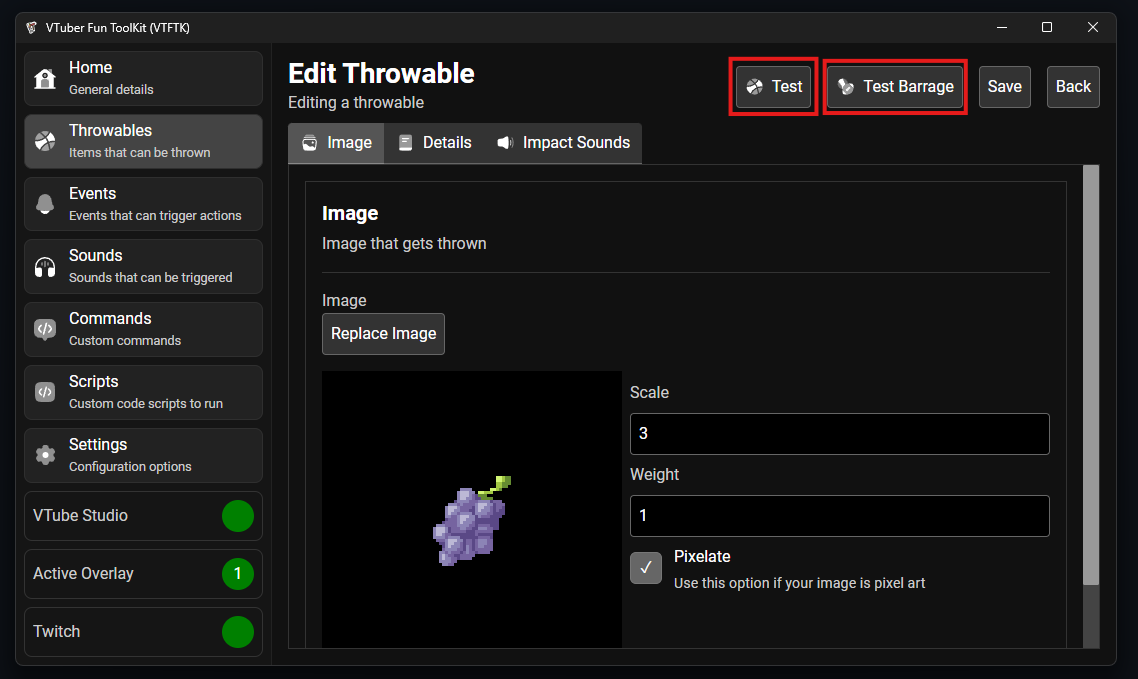 VTuber Fun ToolKit (VTFTK)
Home
General details
Throwables
Items that can be thrown
Events
Events that can trigger actions
Sounds
Sounds that can be triggered
Commands
Custom commands
Scripts
Custom code scripts to run
Settings
Configuration options
VTube Studio
Active Overlay 1
Twitch
Edit Throwable
Editing a throwable
Test
Test Barrage
Save
Back
Image
Details
Impact Sounds
Image
Image that gets thrown
Image
Replace Image
Scale
3
Weight
1
Pixelate
Use this option if your image is pixel art